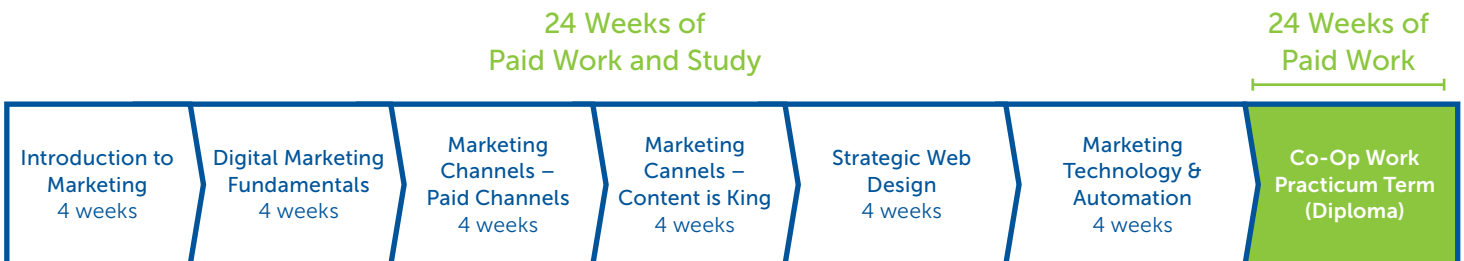 24 Weeks of
Paid Work and Study
24 Weeks of
Paid Work
Introduction to
Marketing
4 weeks
Digital Marketing
Fundamentals
4 weeks
Marketing
Channels –
Paid Channels
4 weeks
Marketing
Cannels –
Content is King
4 weeks
Strategic Web
Design
4 weeks
Marketing
Technology &
Automation
4 weeks
Co-Op Work
Practicum Term
(Diploma)